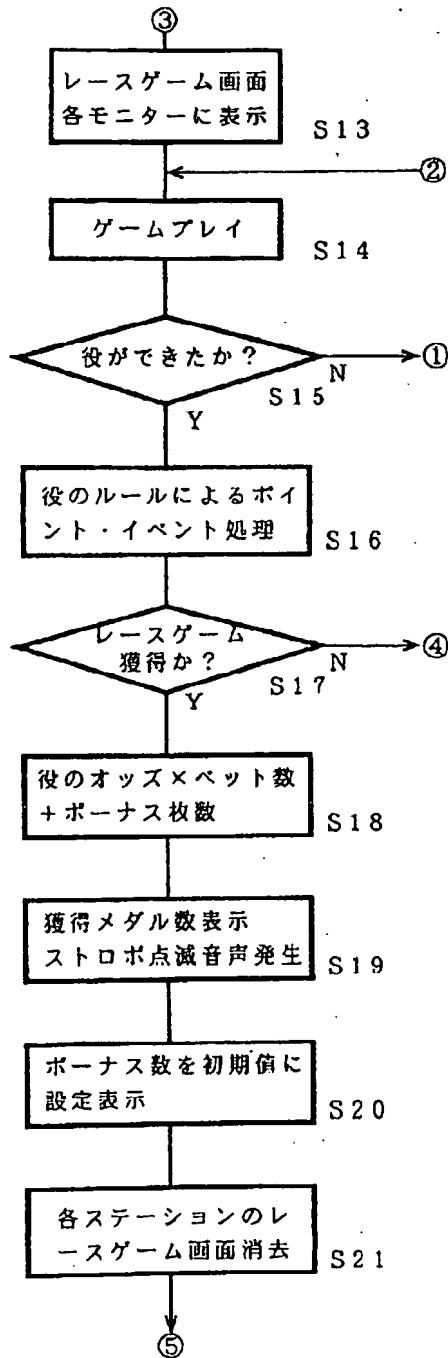 ③
レースゲーム画面
各モニターに表示
S13
②
ゲームプレイ
S14
役ができたか?
N
①
S15
Y
役のルールによるポイ
ント・イベント処理
S16
レースゲーム
獲得か?
N
④
S17
Y
役のオッズ×ベット数
+ボーナス枚数
S18
獲得メダル数表示
ストロボ点滅音声発生
S19
ボーナス数を初期値に
設定表示
S20
各ステーションのレ
ースゲーム画面消去
S21
⑤